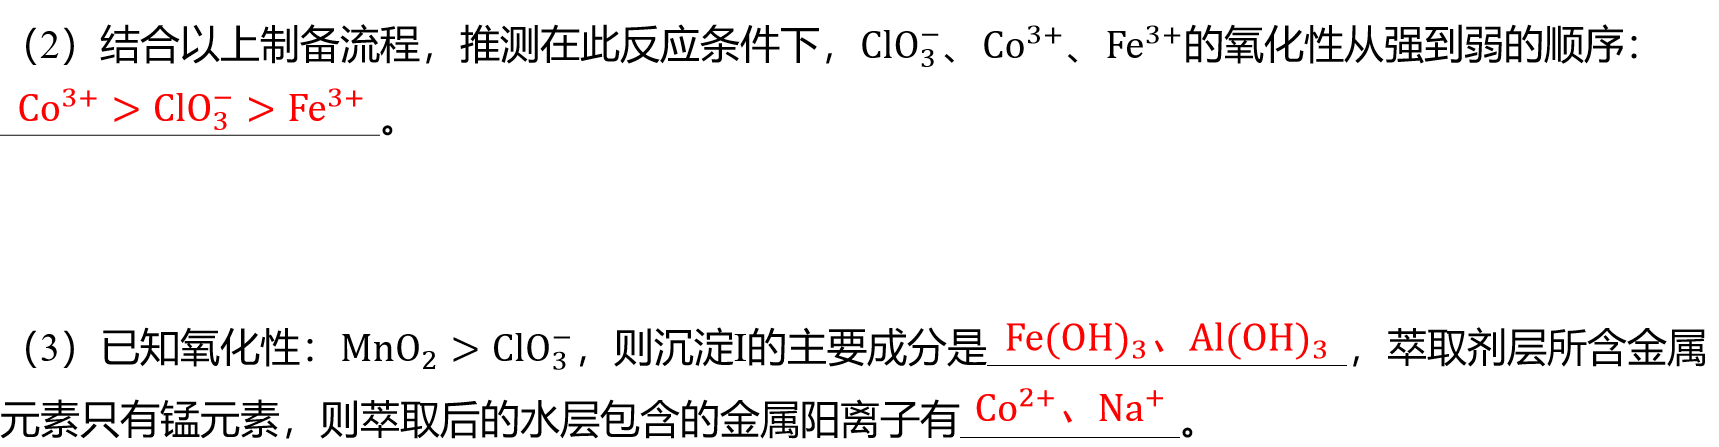 （2）结合以上制备流程，推测在此反应条件下，ClO₃⁻、Co³⁺、Fe³⁺的氧化性从强到弱的顺序：
Co³⁺ > ClO₃⁻ > Fe³⁺。
（3）已知氧化性：MnO₂ > ClO₃⁻，则沉淀I的主要成分是Fe(OH)₃、Al(OH)₃，萃取剂层所含金属
元素只有锰元素，则萃取后的水层包含的金属阳离子有Co²⁺、Na⁺。